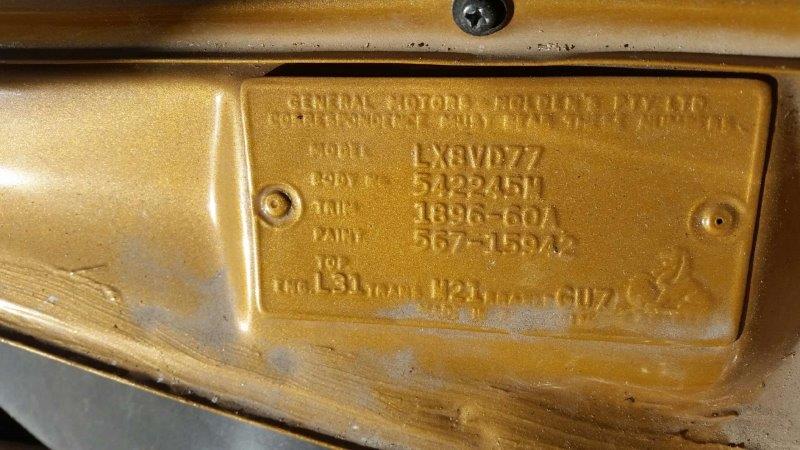 GENERAL MOTORS - HOLDEN'S PTY. LTD.
CORRESPONDENCE MUST BEAR THESE NUMBERS
MODEL LX8VD77
BODY No 542245M
TRIM 1896-60A
PAINT 567-15942
TOP
ENG. L31 TRANS. M21 GU7